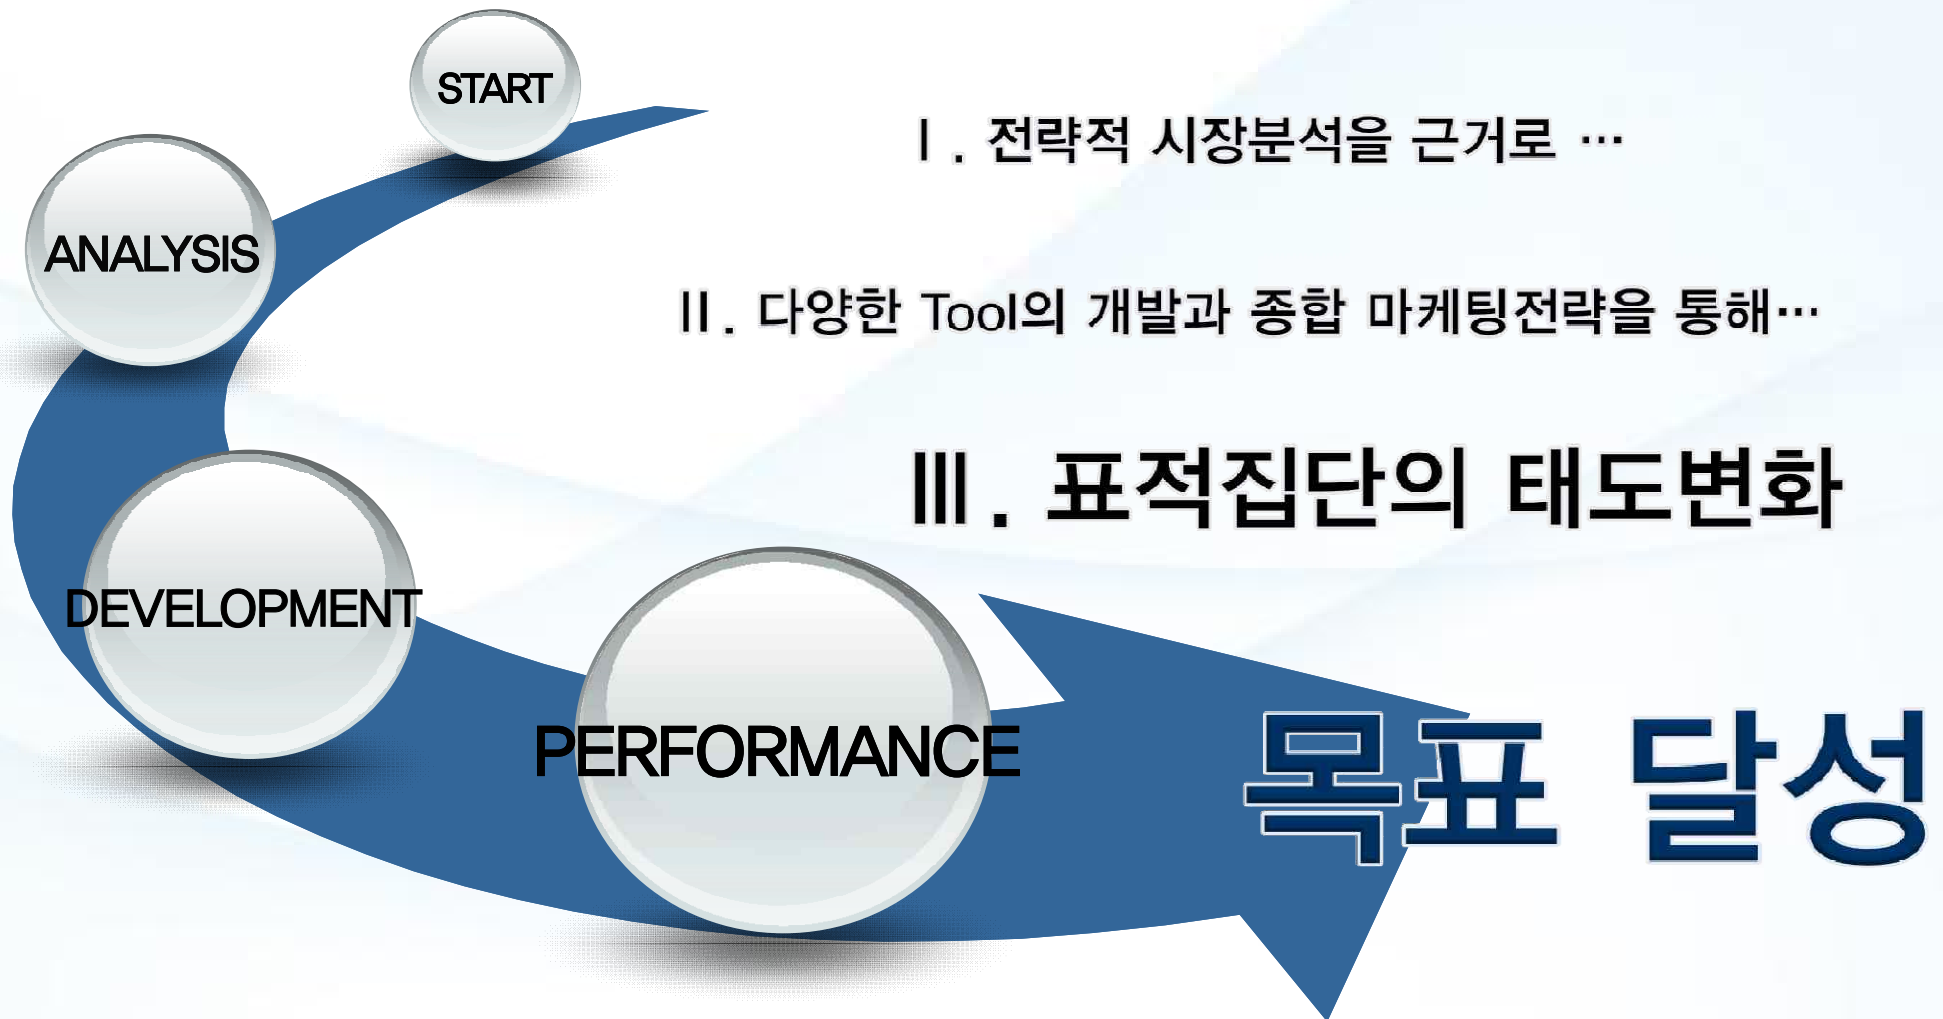 START
Ⅰ. 전략적 시장분석을 근거로 …
ANALYSIS
Ⅱ. 다양한 Tool의 개발과 종합 마케팅전략을 통해…
Ⅲ. 표적집단의 태도변화
DEVELOPMENT
PERFORMANCE
목표 달성